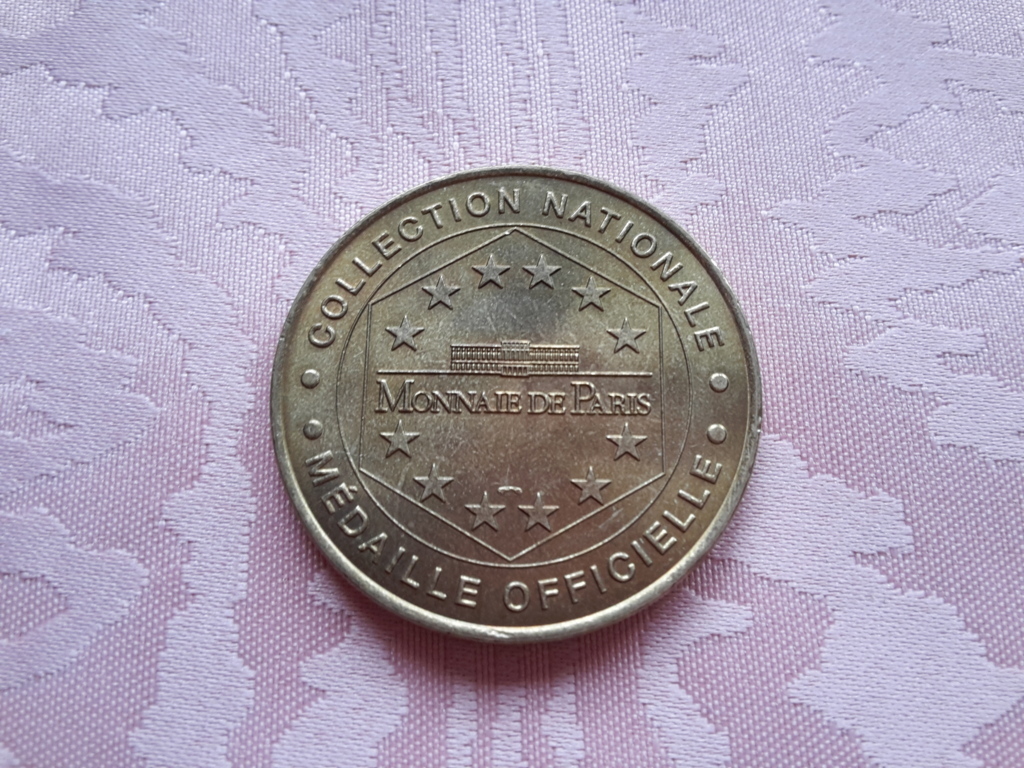 COLLECTION NATIONALE
MONNAIE DE PARIS
MÉDAILLE OFFICIELLE